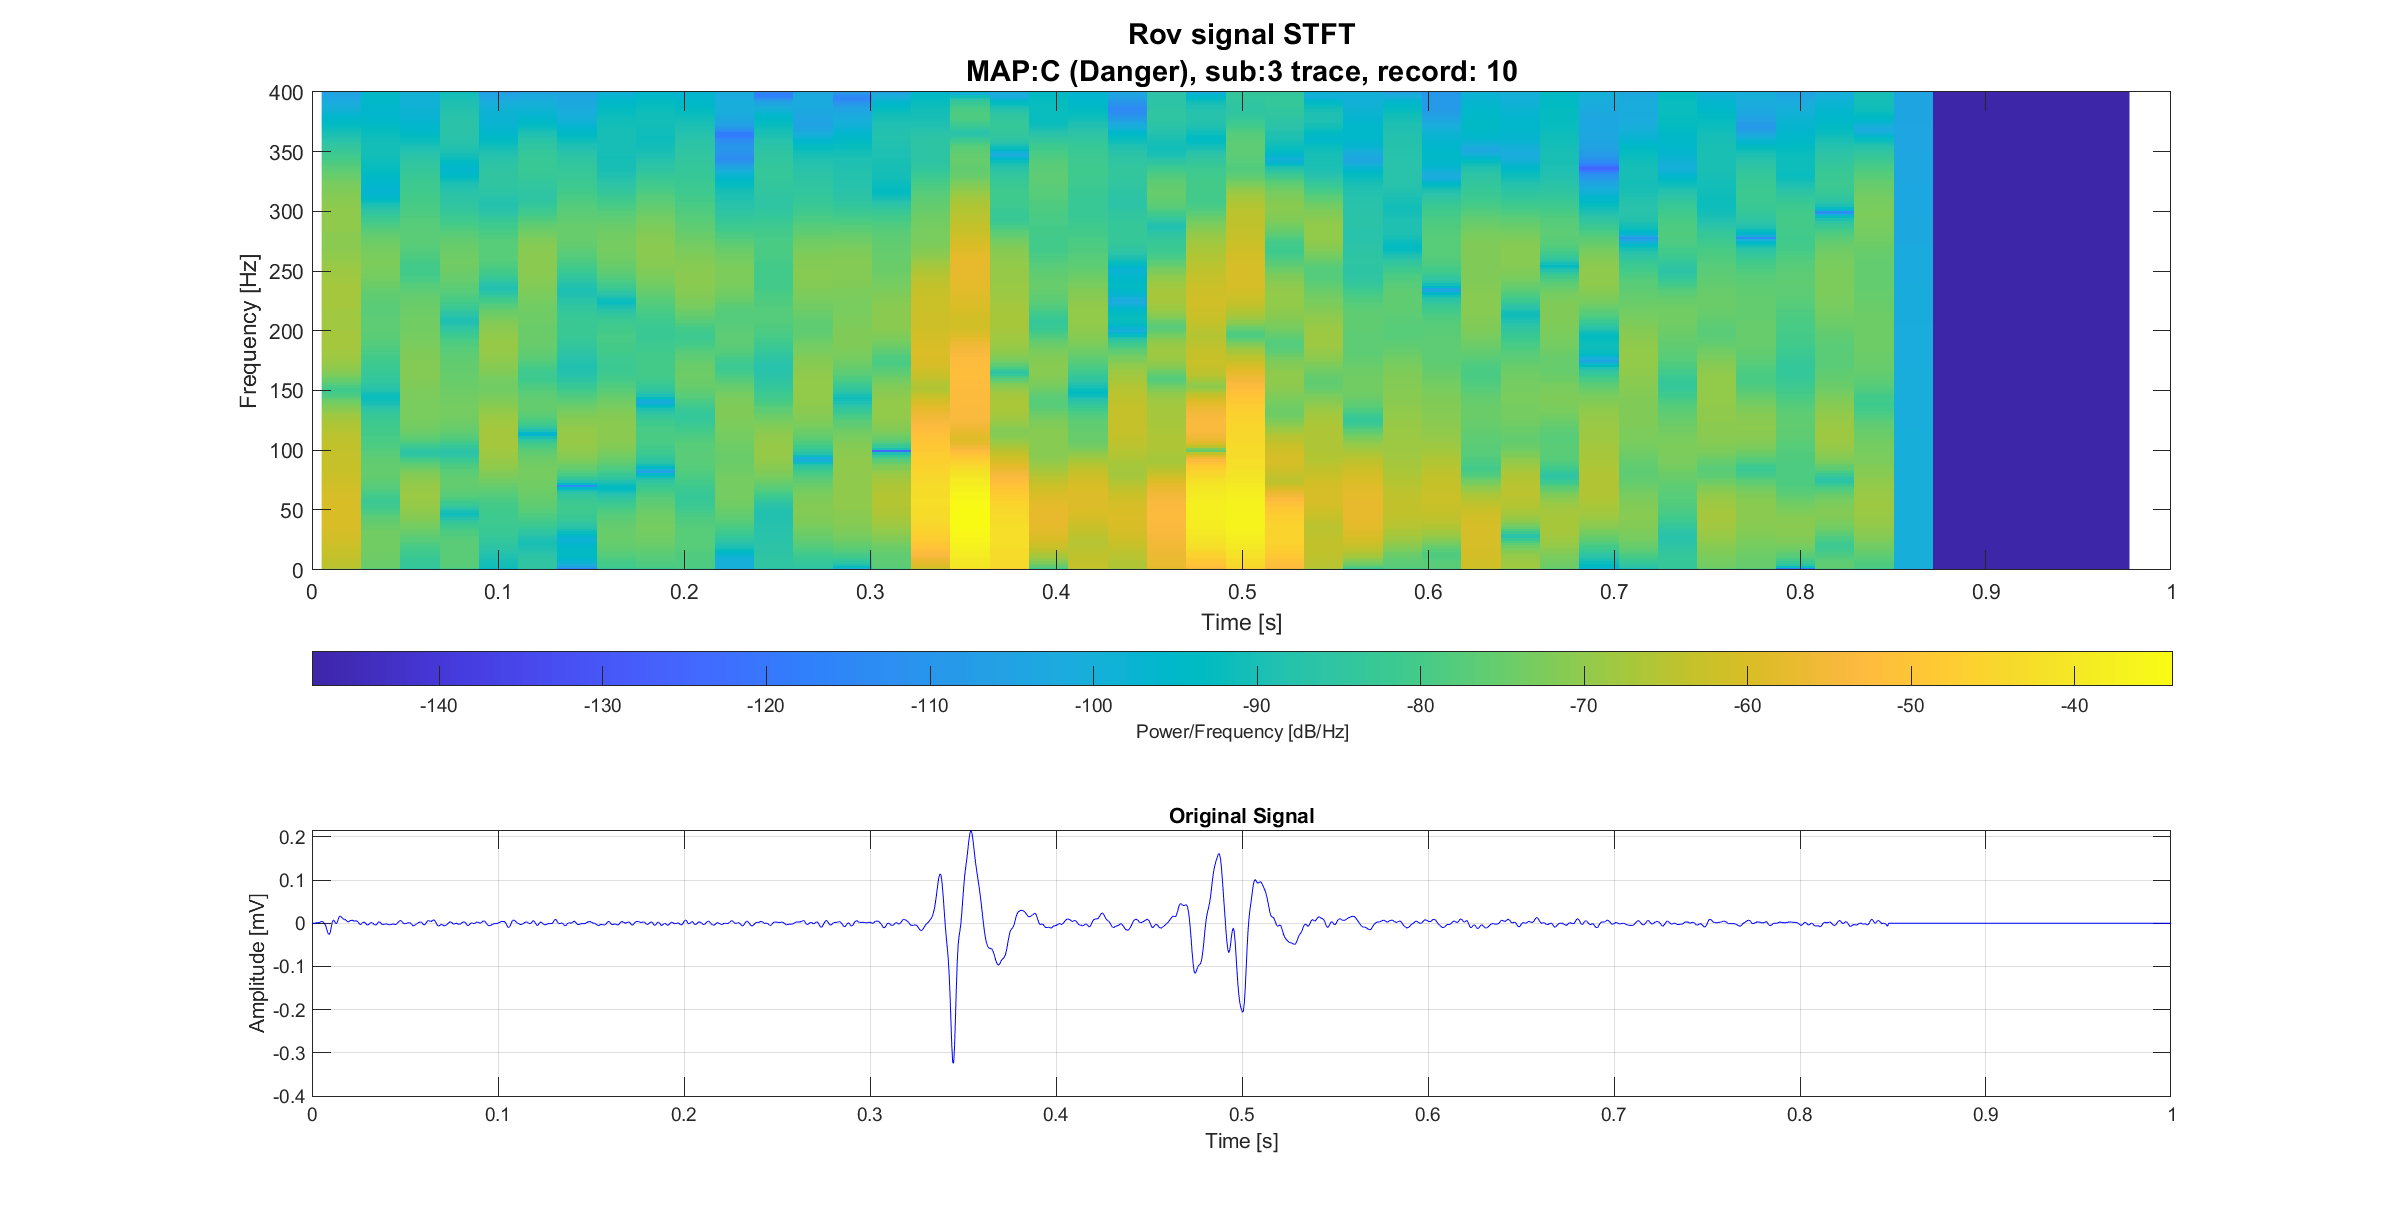 Rov signal STFT
MAP:C (Danger), sub:3 trace, record: 10
400
350
300
250
200
150
100
50
0
Frequency [Hz]
0 0.1 0.2 0.3 0.4 0.5 0.6 0.7 0.8 0.9 1
Time [s]
-140 -130 -120 -110 -100 -90 -80 -70 -60 -50 -40
Power/Frequency [dB/Hz]
Original Signal
0.2
0.1
0
-0.1
-0.2
-0.3
-0.4
Amplitude [mV]
0 0.1 0.2 0.3 0.4 0.5 0.6 0.7 0.8 0.9 1
Time [s]